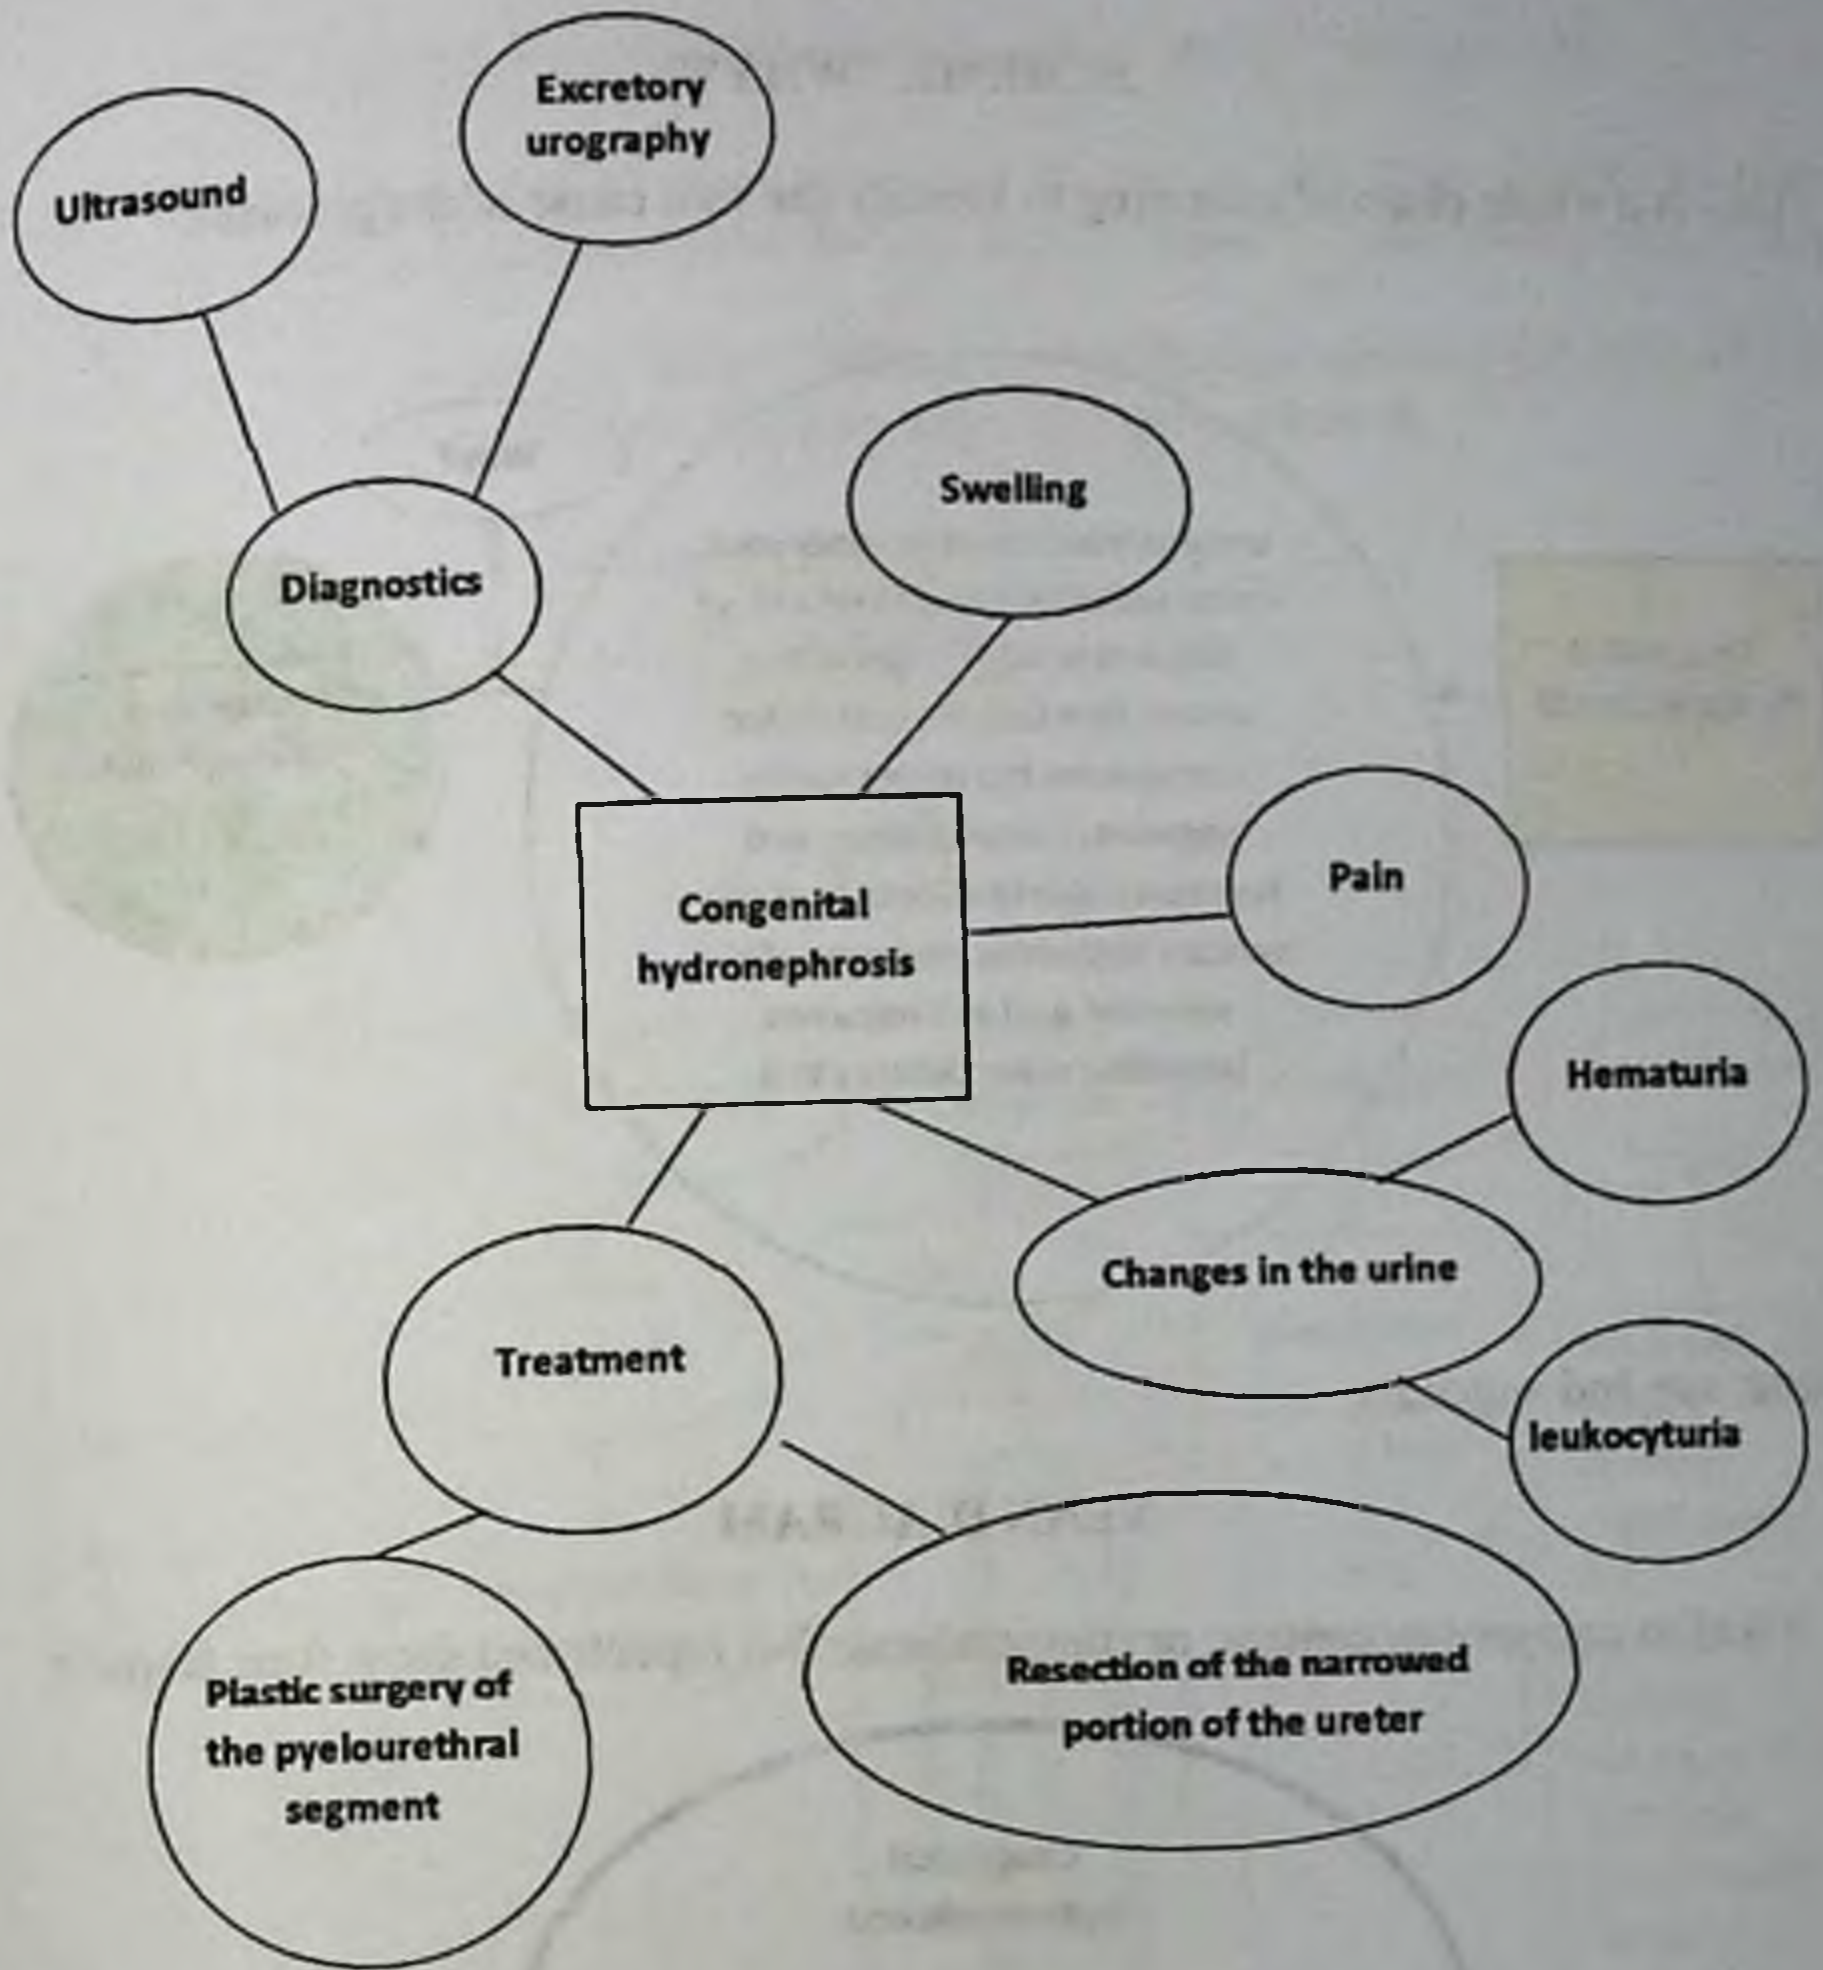 Excretory
urography
Ultrasound
Swelling
Diagnostics
Pain
Congenital
hydronephrosis
Hematuria
Changes in the urine
Treatment
leukocyturia
Resection of the narrowed
portion of the ureter
Plastic surgery of
the pyelourethral
segment